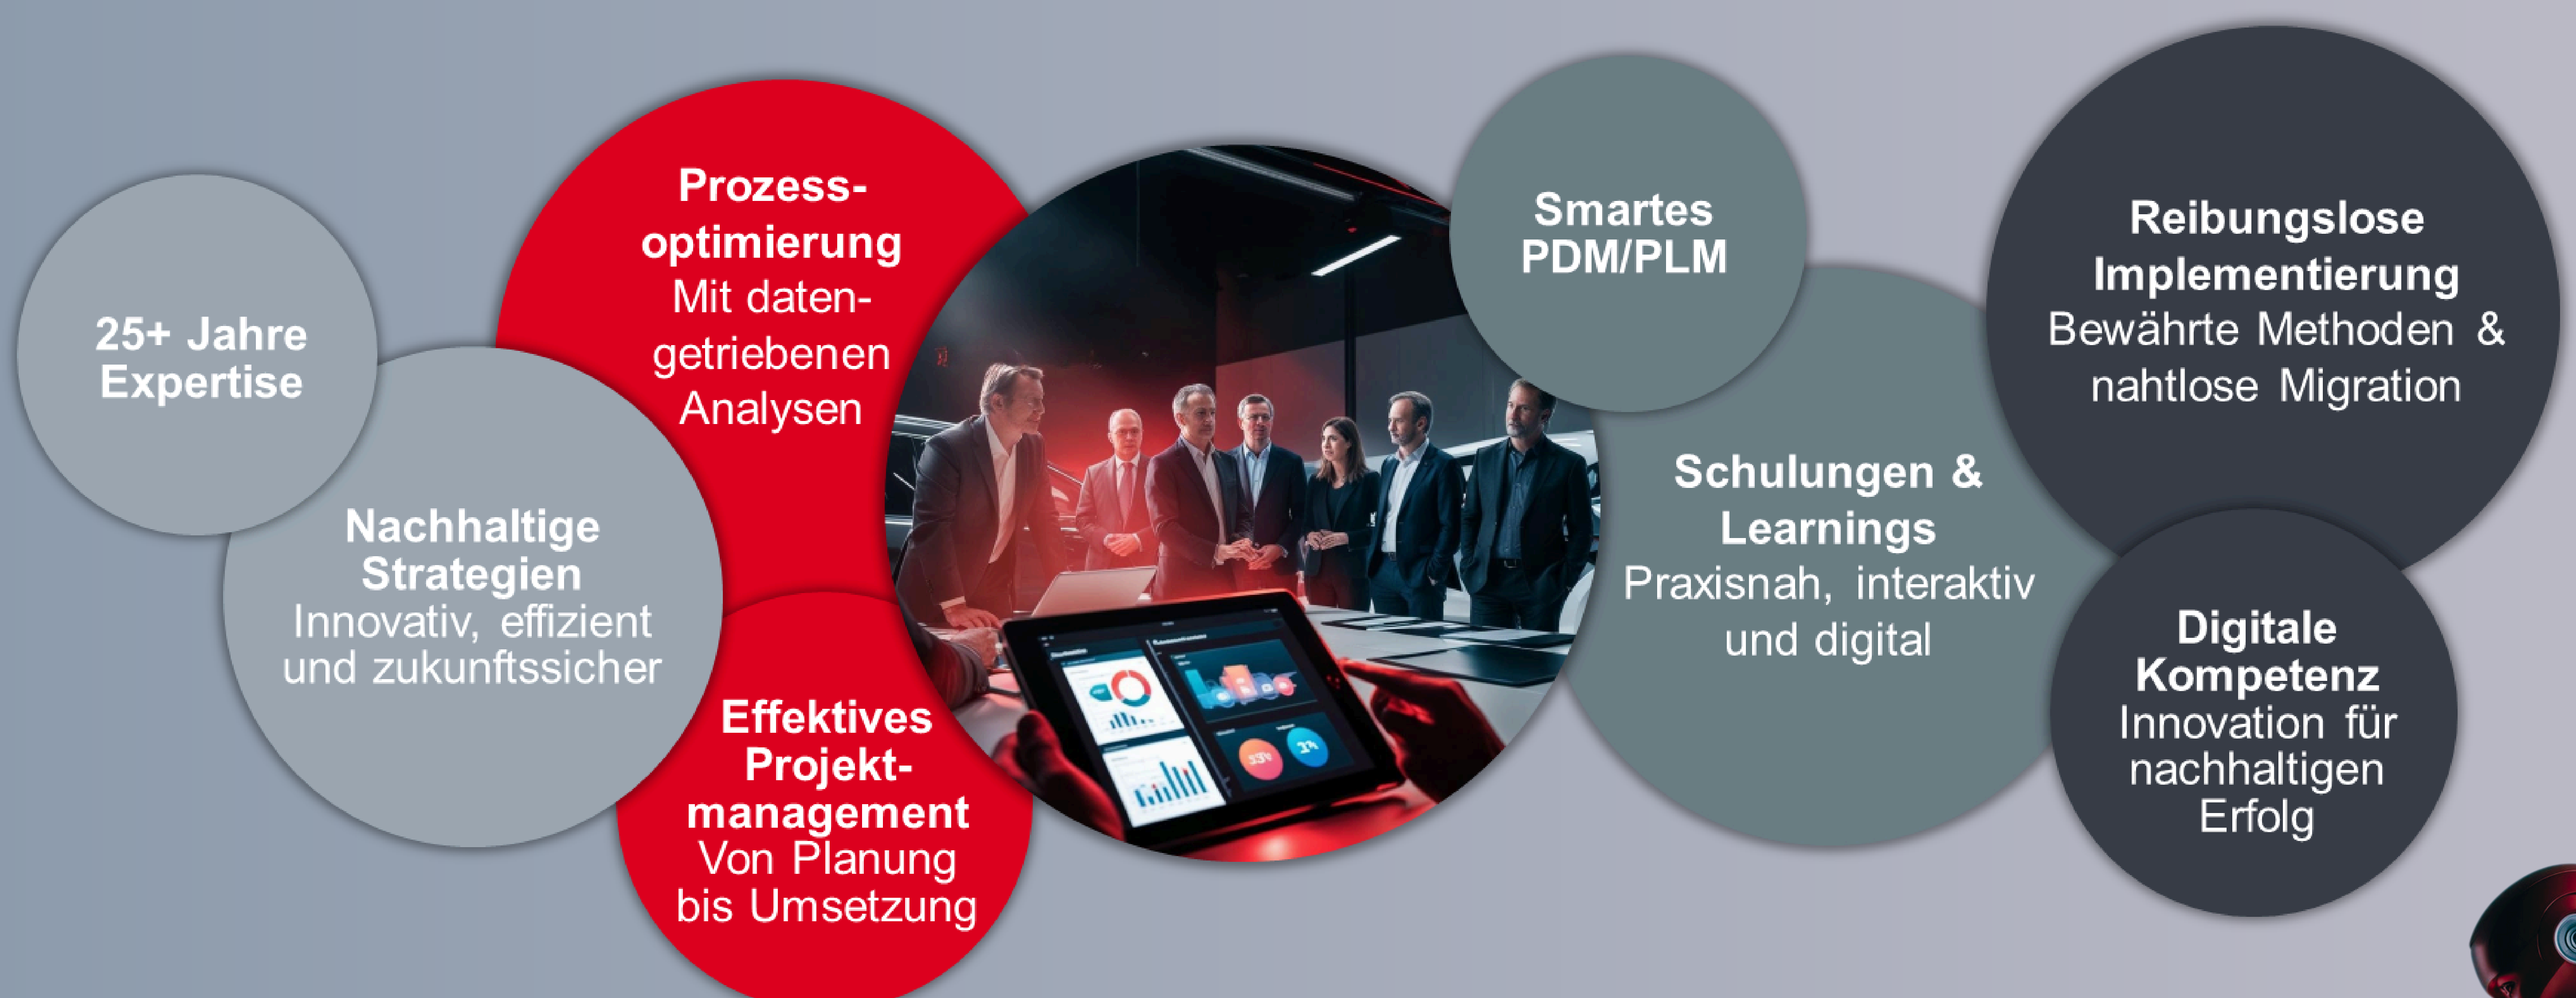 25+ Jahre
Expertise
Nachhaltige
Strategien
Innovativ, effizient
und zukunftssicher
Prozess-
optimierung
Mit daten-
getriebenen
Analysen
Effektives
Projekt-
management
Von Planung
bis Umsetzung
33%
Smartes
PDM/PLM
Schulungen &
Learnings
Praxisnah, interaktiv
und digital
Reibungslose
Implementierung
Bewährte Methoden &
nahtlose Migration
Digitale
Kompetenz
Innovation für
nachhaltigen
Erfolg